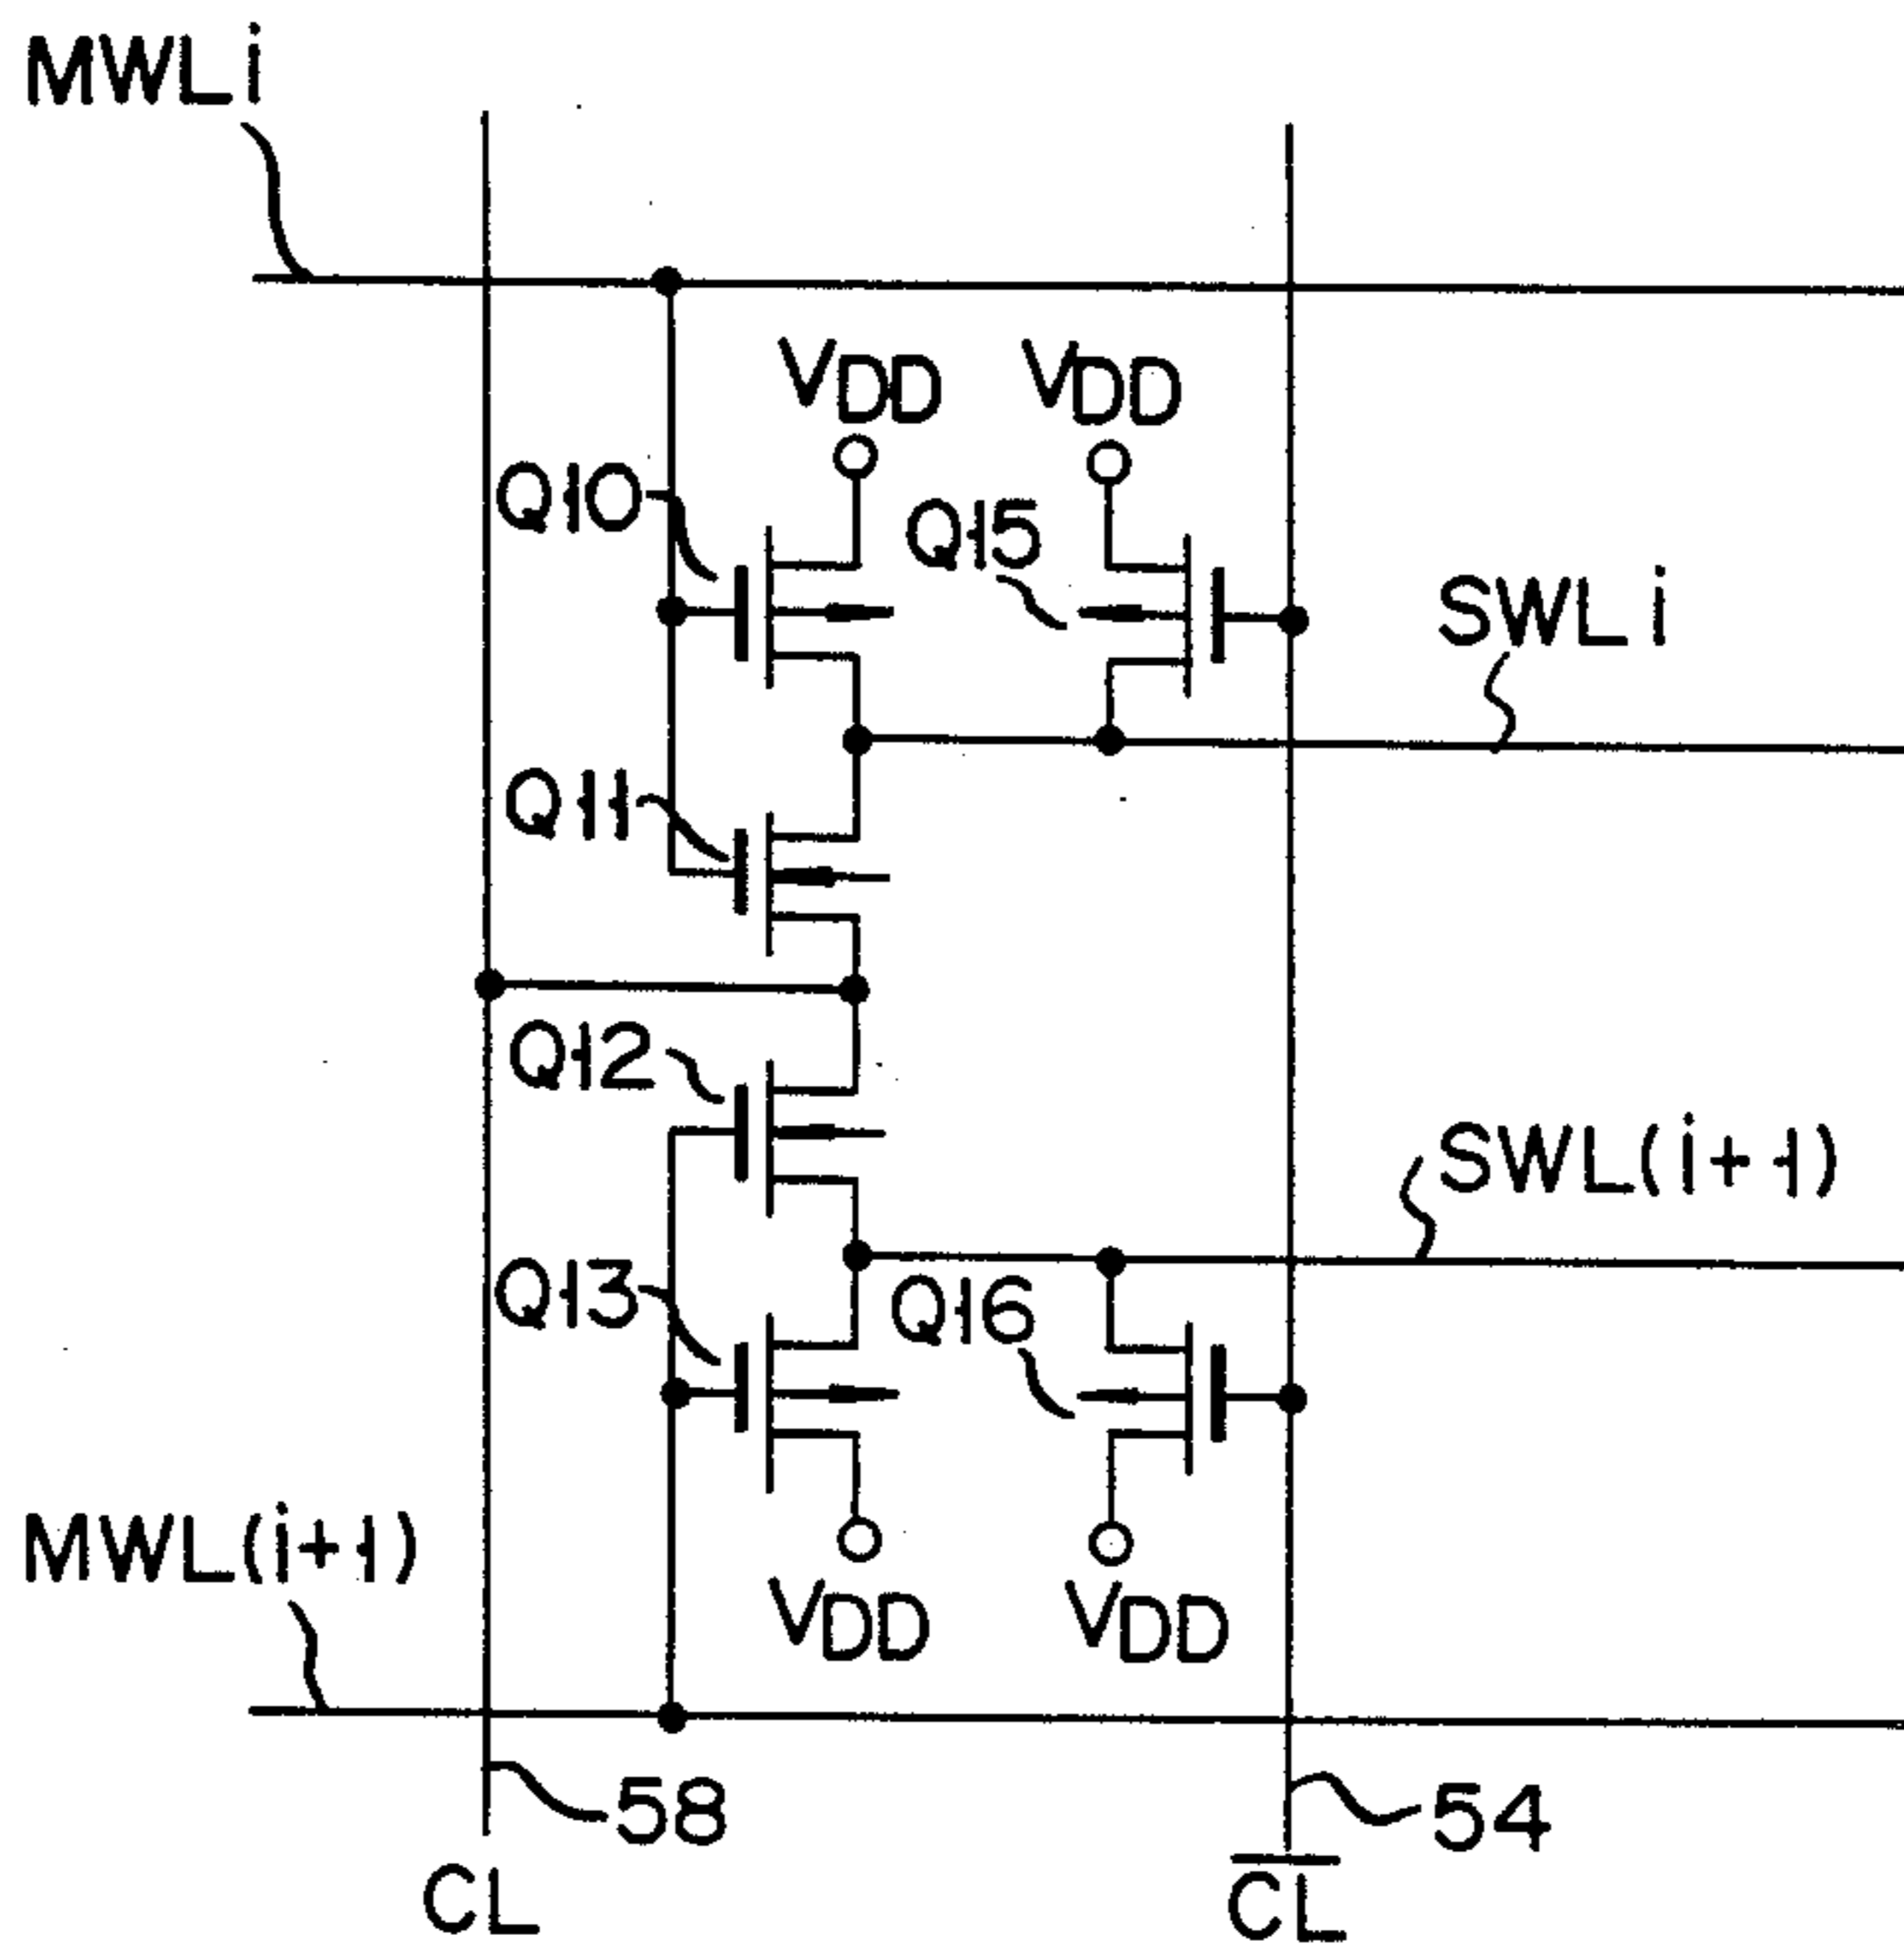 MWLi
VDD VDD
Q10
Q15
SWLi
Q11
Q12
SWL(i+1)
Q13
Q16
MWL(i+1)
VDD VDD
58
54
CL
C̅L̅